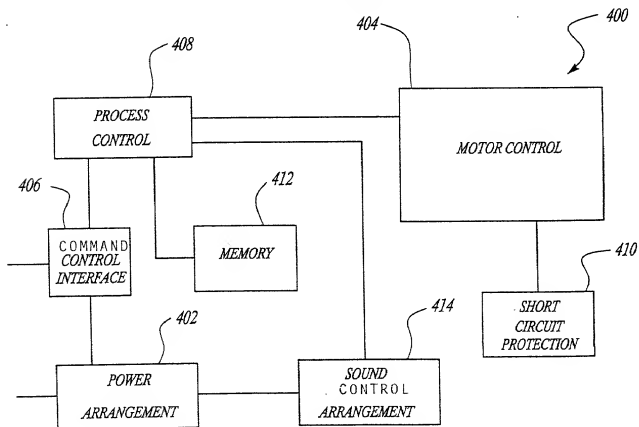 400
404
408
PROCESS
CONTROL
MOTOR CONTROL
412
406
COMMAND
CONTROL
INTERFACE
MEMORY
410
SHORT
CIRCUIT
PROTECTION
402
414
POWER
ARRANGEMENT
SOUND
CONTROL
ARRANGEMENT